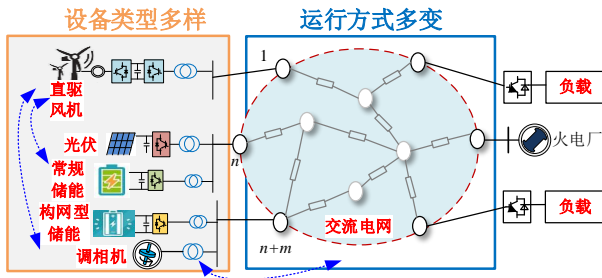 设备类型多样
运行方式多变
直驱
风机
光伏
常规
储能
构网型
储能
调相机
1
n
n+m
交流电网
负载
火电厂
负载